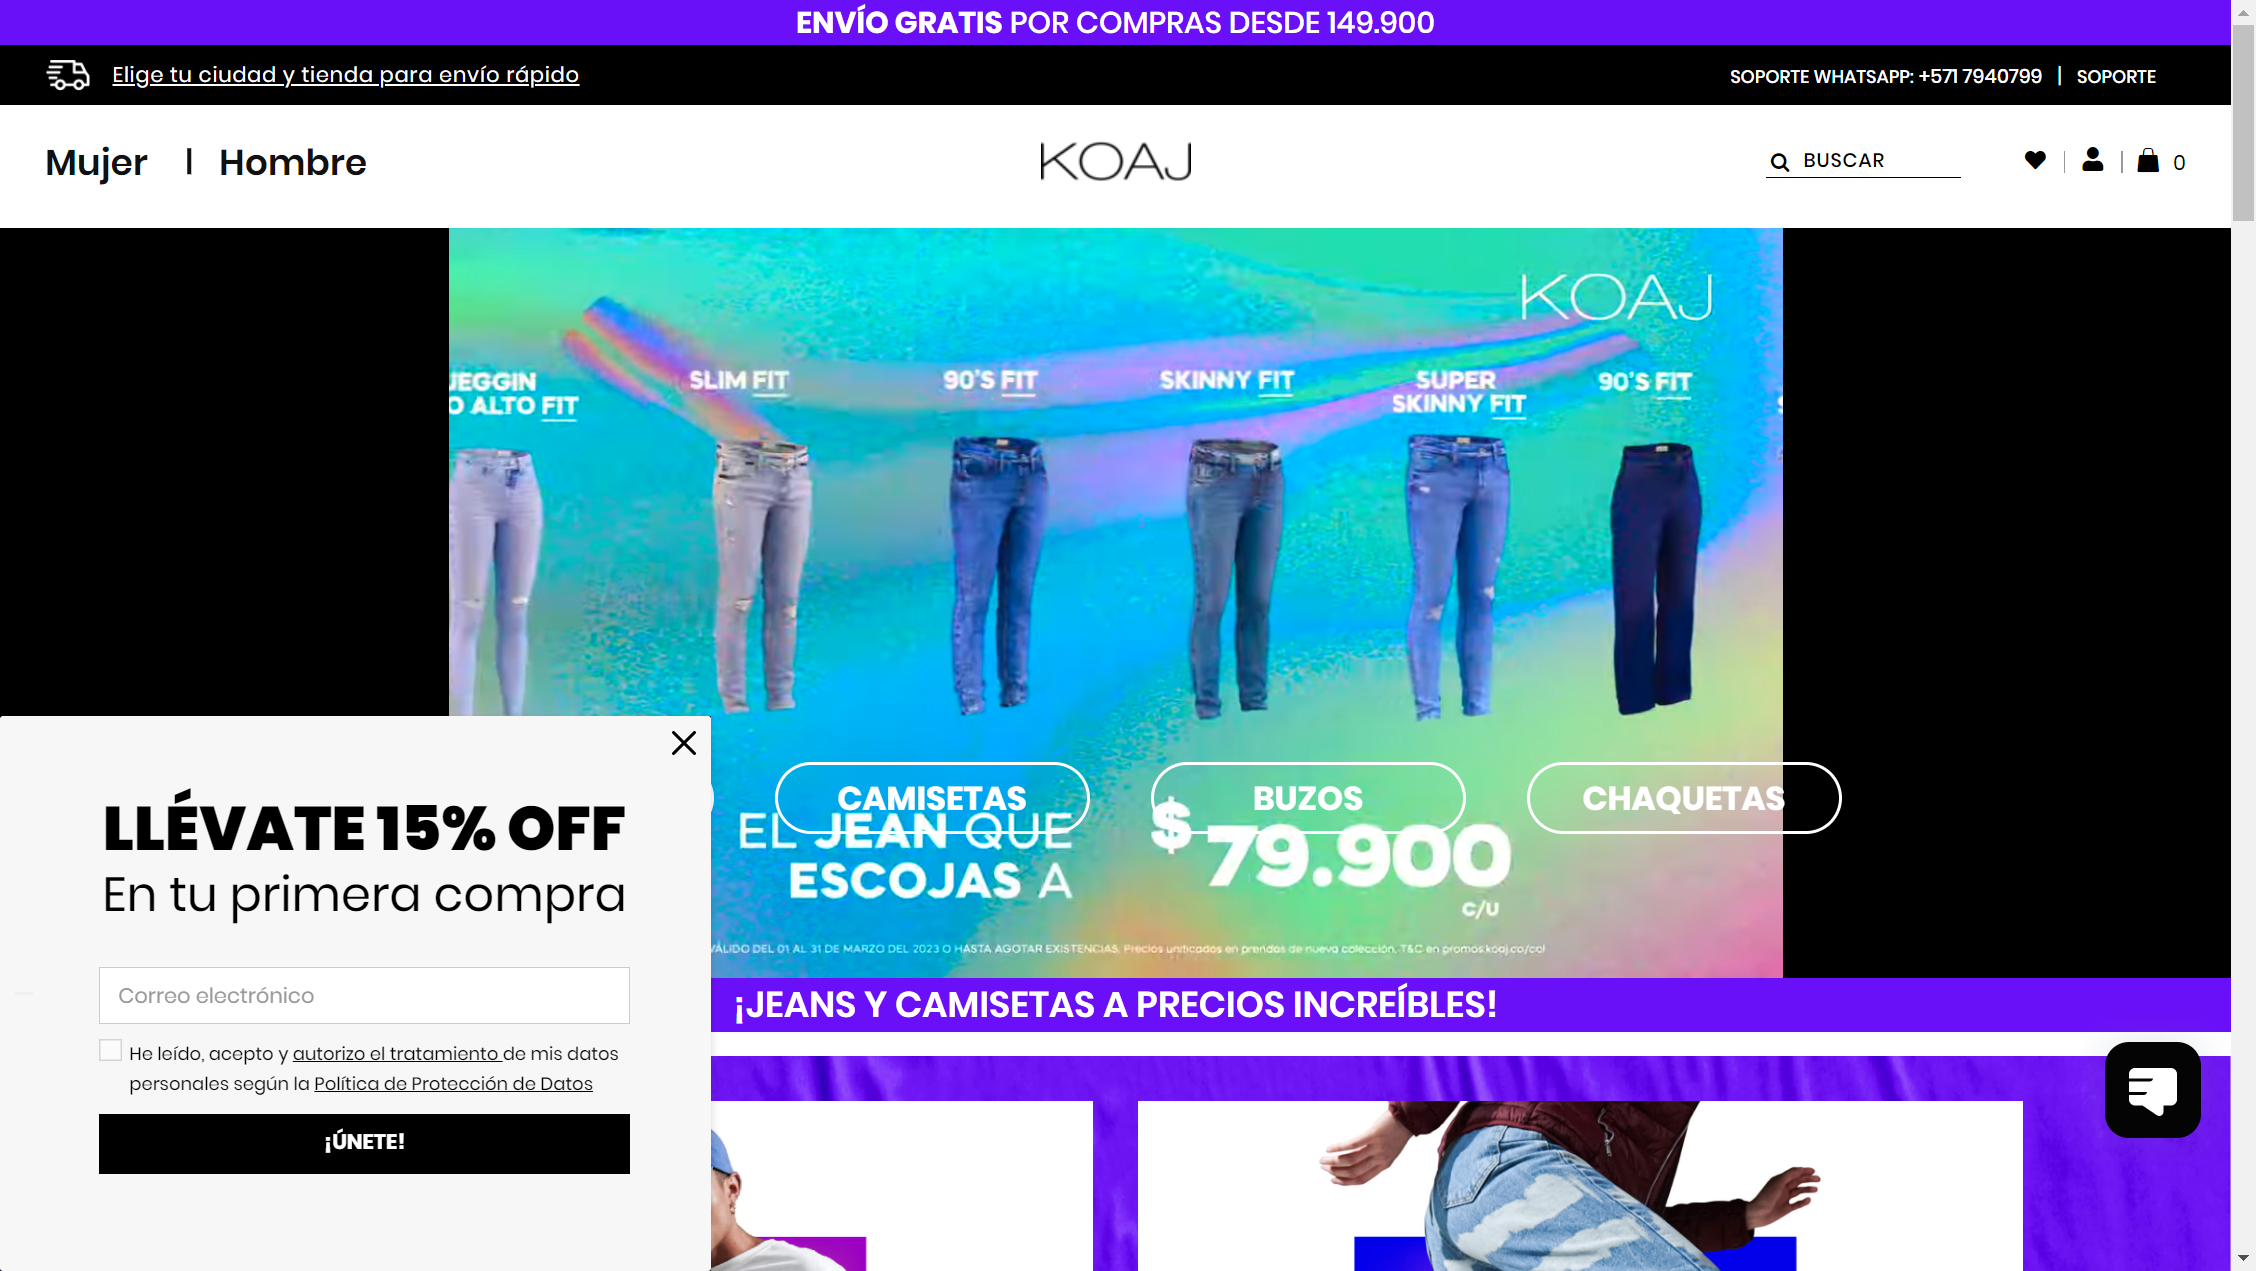 ENVÍO GRATIS POR COMPRAS DESDE 149.900
Elige tu ciudad y tienda para envío rápido
SOPORTE WHATSAPP: +571 7940799 | SOPORTE
Mujer | Hombre
KOAJ
BUSCAR
0
KOAJ
JEGGIN
O ALTO FIT
SLIM FIT
90'S FIT
SKINNY FIT
SUPER
SKINNY FIT
90'S FIT
CAMISETAS
BUZOS
CHAQUETAS
EL JEAN QUE
ESCOJAS A
$79.900
C/U
VÁLIDO DEL 01 AL 31 DE MARZO DEL 2023 O HASTA AGOTAR EXISTENCIAS. Precios unificados en prendas de nueva colección. T&C en promos.koaj.co/col
¡JEANS Y CAMISETAS A PRECIOS INCREÍBLES!
LLÉVATE 15% OFF
En tu primera compra
Correo electrónico
He leído, acepto y autorizo el tratamiento de mis datos
personales según la Política de Protección de Datos
¡ÚNETE!